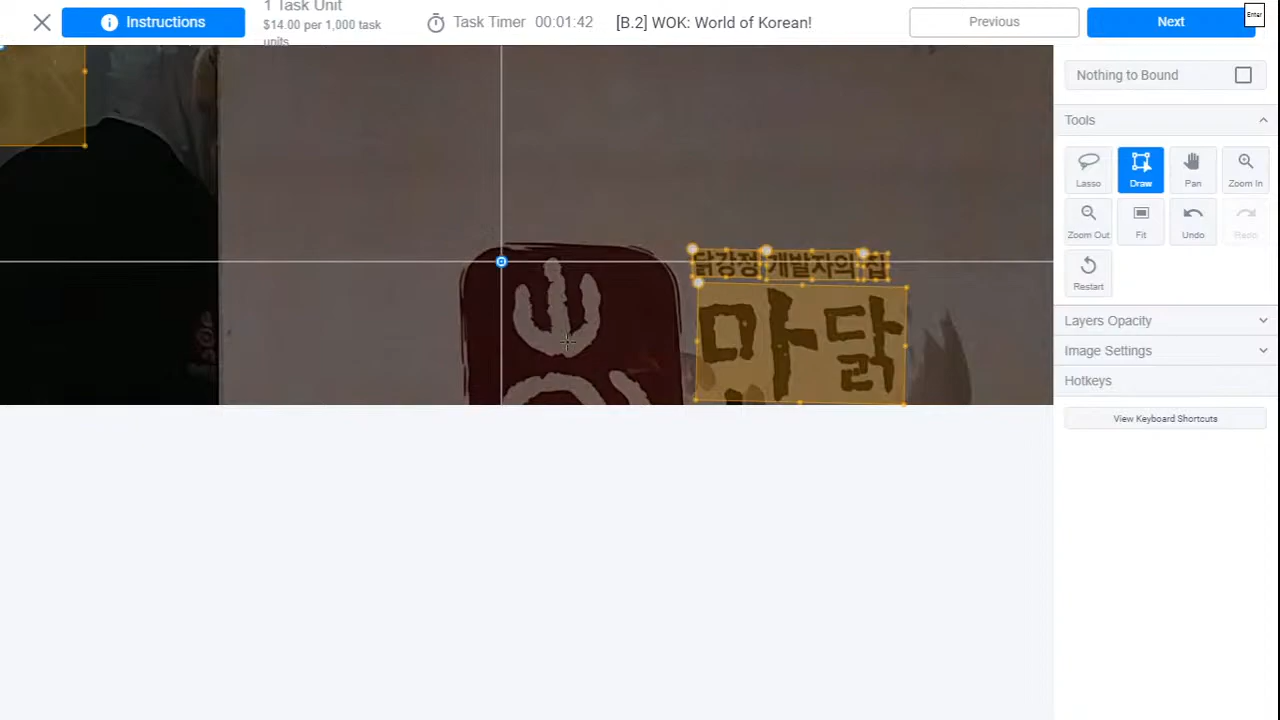 Instructions
1 Task Unit
$14.00 per 1,000 task
units
Task Timer 00:01:42
[B.2] WOK: World of Korean!
Previous
Next
Enter
Nothing to Bound
Tools
Lasso
Draw
Pan
Zoom In
Zoom Out
Fit
Undo
Redo
Restart
Layers Opacity
Image Settings
Hotkeys
View Keyboard Shortcuts
닭강정 개발자의 집
맛닭